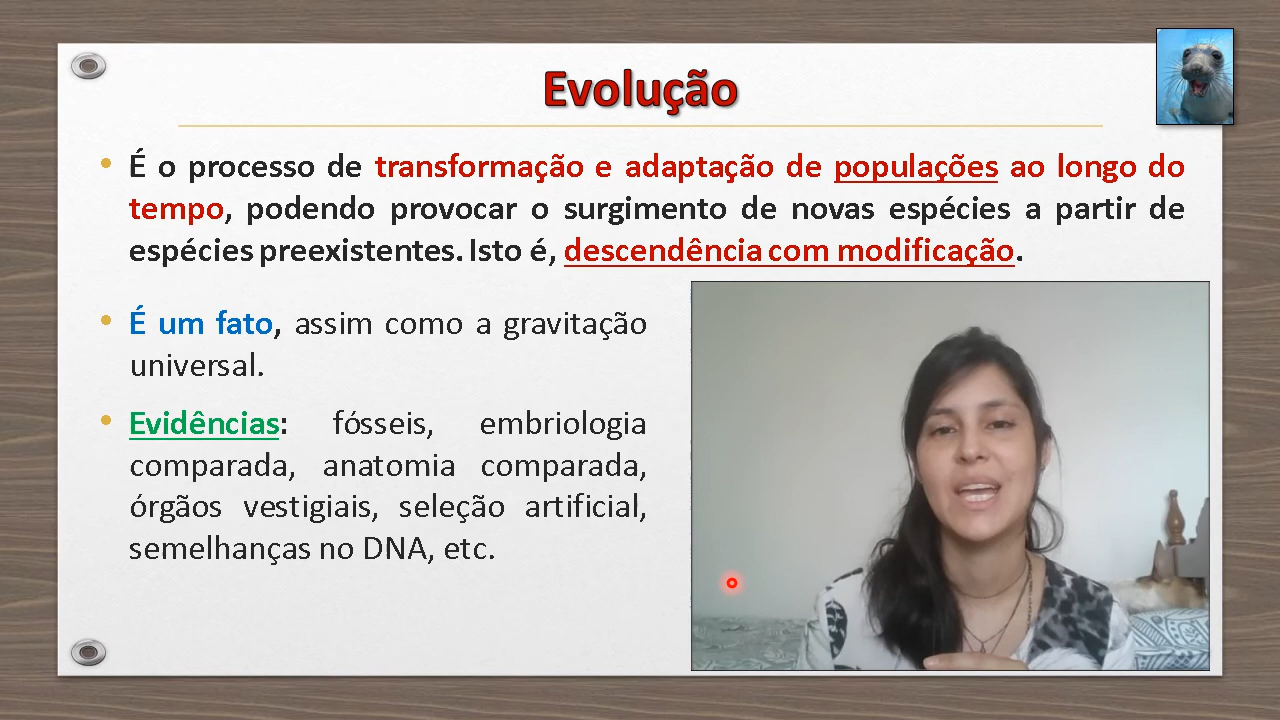 Evolução
• É o processo de transformação e adaptação de populações ao longo do
tempo, podendo provocar o surgimento de novas espécies a partir de
espécies preexistentes. Isto é, descendência com modificação.
• É um fato, assim como a gravitação
universal.
• Evidências: fósseis, embriologia
comparada, anatomia comparada,
órgãos vestigiais, seleção artificial,
semelhanças no DNA, etc.